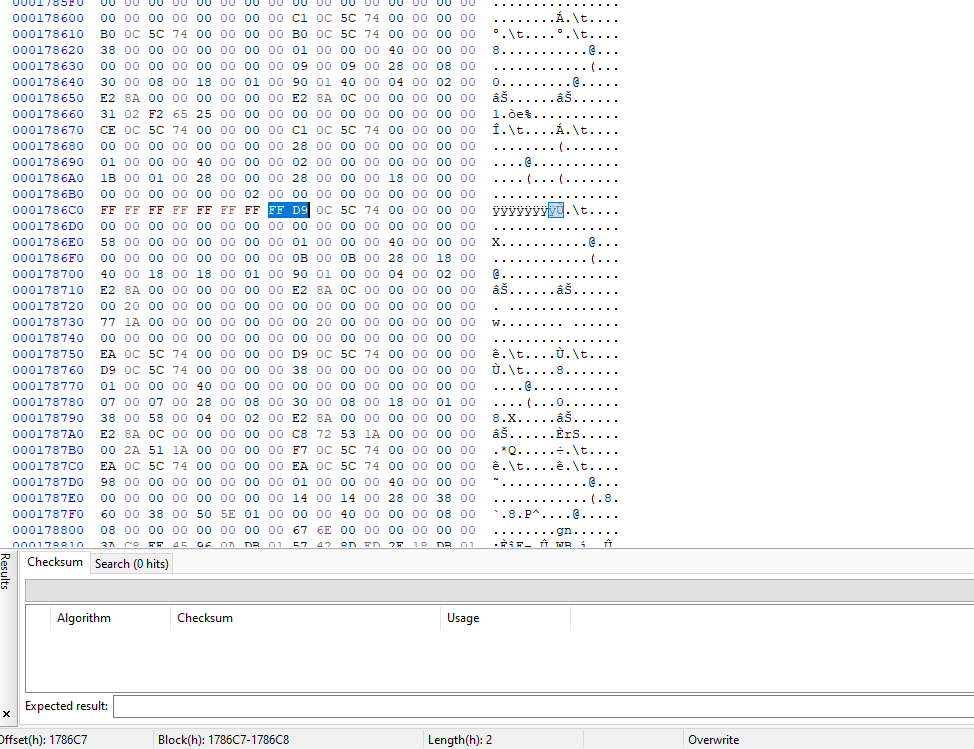 0001785F0 00 00 00 00 00 00 00 00 00 00 00 00 00 00 00 00 ................
000178600 00 00 00 00 00 00 00 00 C1 0C 5C 74 00 00 00 00 ........Á.\t....
000178610 B0 0C 5C 74 00 00 00 00 B0 0C 5C 74 00 00 00 00 °.\t....°.\t....
000178620 38 00 00 00 00 00 00 00 01 00 00 00 40 00 00 00 8...........@...
000178630 00 00 00 00 00 00 00 00 09 00 09 00 28 00 08 00 ............(...
000178640 30 00 08 00 18 00 01 00 90 01 40 00 04 00 02 00 0.........@.....
000178650 E2 8A 00 00 00 00 00 00 E2 8A 0C 00 00 00 00 00 âŠ......âŠ......
000178660 31 02 F2 65 25 00 00 00 00 00 00 00 00 00 00 00 1.òe%...........
000178670 CE 0C 5C 74 00 00 00 00 C1 0C 5C 74 00 00 00 00 Î.\t....Á.\t....
000178680 00 00 00 00 00 00 00 00 28 00 00 00 00 00 00 00 ........(.......
000178690 01 00 00 00 40 00 00 00 02 00 00 00 00 00 00 00 ....@...........
0001786A0 1B 00 01 00 28 00 00 00 28 00 00 00 18 00 00 00 ....(...(.......
0001786B0 00 00 00 00 00 00 02 00 00 00 00 00 00 00 00 00 ................
0001786C0 FF FF FF FF FF FF FF FF D9 0C 5C 74 00 00 00 00 ÿÿÿÿÿÿÿÿÙ.\t....
0001786D0 00 00 00 00 00 00 00 00 00 00 00 00 00 00 00 00 ................
0001786E0 58 00 00 00 00 00 00 00 01 00 00 00 40 00 00 00 X...........@...
0001786F0 00 00 00 00 00 00 00 00 0B 00 0B 00 28 00 18 00 ............(...
000178700 40 00 18 00 18 00 01 00 90 01 00 00 04 00 02 00 @...............
000178710 E2 8A 00 00 00 00 00 00 E2 8A 0C 00 00 00 00 00 âŠ......âŠ......
000178720 00 20 00 00 00 00 00 00 00 00 00 00 00 00 00 00 . ..............
000178730 77 1A 00 00 00 00 00 00 00 20 00 00 00 00 00 00 w........ ......
000178740 00 00 00 00 00 00 00 00 00 00 00 00 00 00 00 00 ................
000178750 EA 0C 5C 74 00 00 00 00 D9 0C 5C 74 00 00 00 00 ê.\t....Ù.\t....
000178760 D9 0C 5C 74 00 00 00 00 38 00 00 00 00 00 00 00 Ù.\t....8.......
000178770 01 00 00 00 40 00 00 00 00 00 00 00 00 00 00 00 ....@...........
000178780 07 00 07 00 28 00 08 00 30 00 08 00 18 00 01 00 ....(...0.......
000178790 38 00 58 00 04 00 02 00 E2 8A 00 00 00 00 00 00 8.X.....âŠ......
0001787A0 E2 8A 0C 00 00 00 00 00 C8 72 53 1A 00 00 00 00 âŠ......ÈrS.....
0001787B0 00 2A 51 1A 00 00 00 00 F7 0C 5C 74 00 00 00 00 .*Q.....÷.\t....
0001787C0 EA 0C 5C 74 00 00 00 00 EA 0C 5C 74 00 00 00 00 ê.\t....ê.\t....
0001787D0 98 00 00 00 00 00 00 00 01 00 00 00 40 00 00 00 ˜...........@...
0001787E0 00 00 00 00 00 00 00 00 14 00 14 00 28 00 38 00 ............(.8.
0001787F0 60 00 38 00 50 5E 01 00 00 00 40 00 00 00 08 00 `.8.P^....@.....
000178800 08 00 00 00 00 00 00 00 67 6E 00 00 00 00 00 00 ........gn......
Results
Checksum Search (0 hits)
Algorithm Checksum Usage
Expected result:
Offset(h): 1786C7 Block(h): 1786C7-1786C8 Length(h): 2 Overwrite